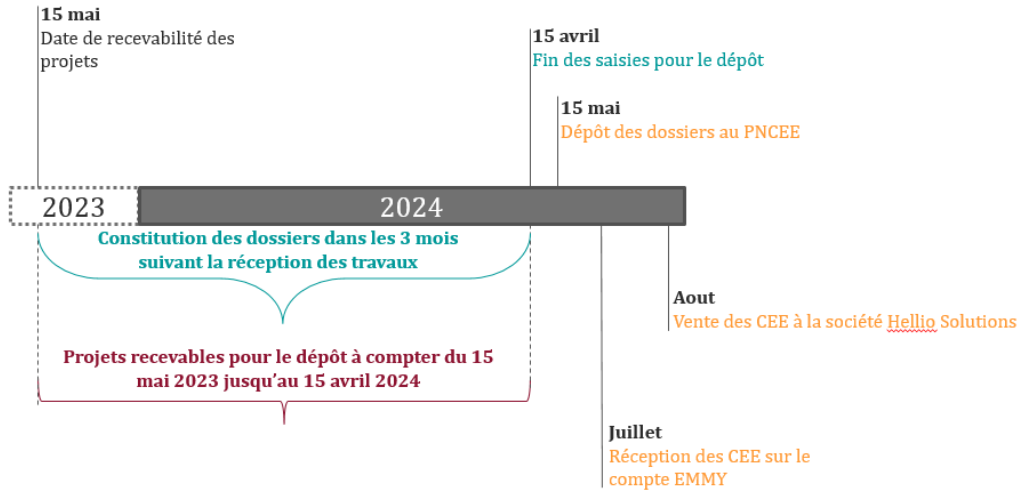 15 mai
Date de recevabilité des
projets
15 avril
Fin des saisies pour le dépôt
15 mai
Dépôt des dossiers au PNCEE
2023
2024
Constitution des dossiers dans les 3 mois
suivant la réception des travaux
Aout
Vente des CEE à la société Hellio Solutions
Projets recevables pour le dépôt à compter du 15
mai 2023 jusqu’au 15 avril 2024
Juillet
Réception des CEE sur le
compte EMMY